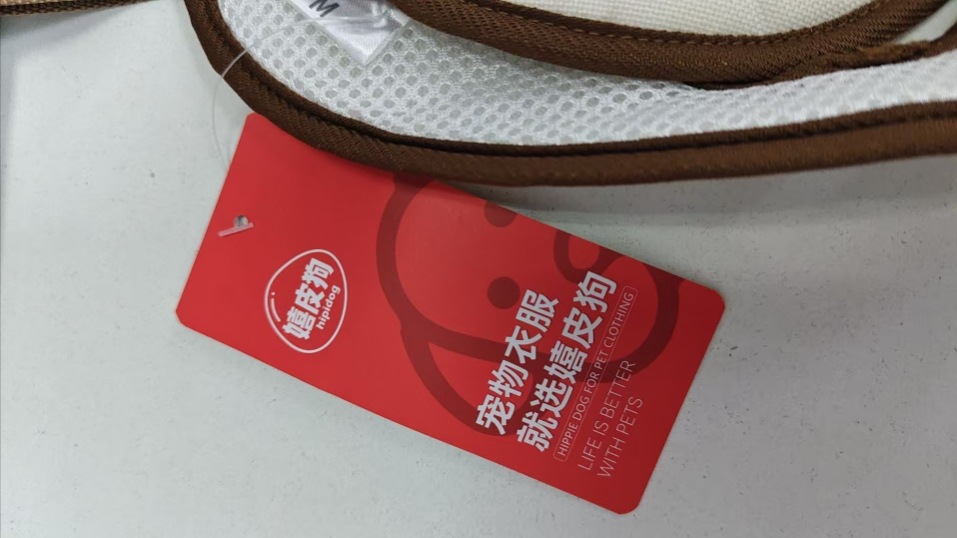 M
嬉皮狗
hipidog
宠物衣服
就选嬉皮狗
HIPPIE DOG FOR PET CLOTHING
LIFE IS BETTER
WITH PETS